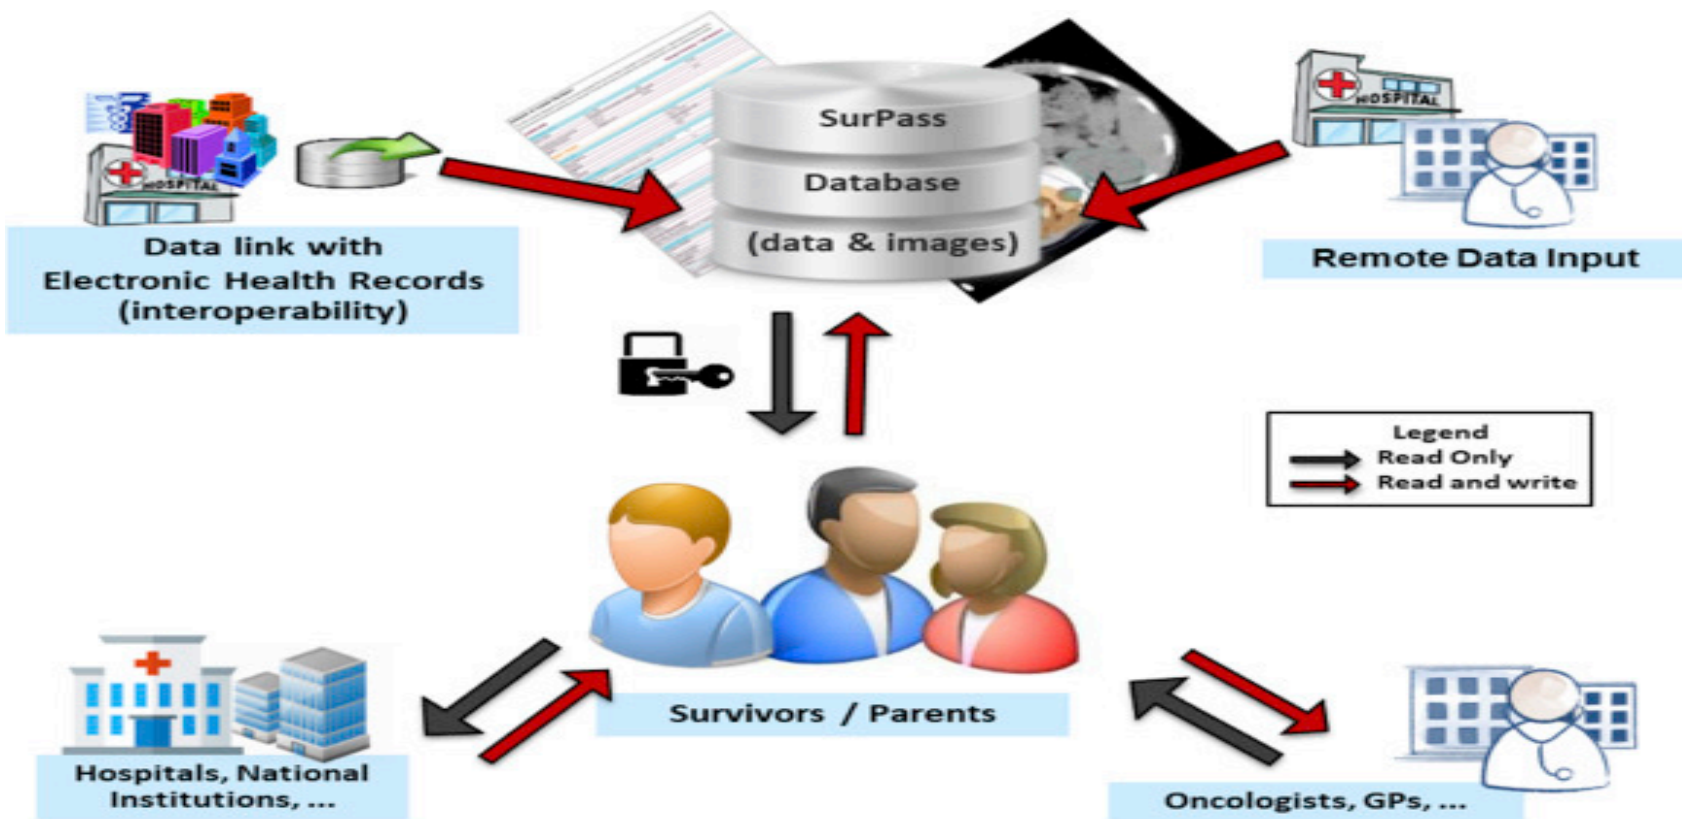 SurPass
Database
(data & images)
HOSPITAL
HOSPITAL
Data link with
Electronic Health Records
(interoperability)
Remote Data Input
Legend
Read Only
Read and write
Survivors / Parents
Hospitals, National
Institutions, ...
Oncologists, GPs, ...